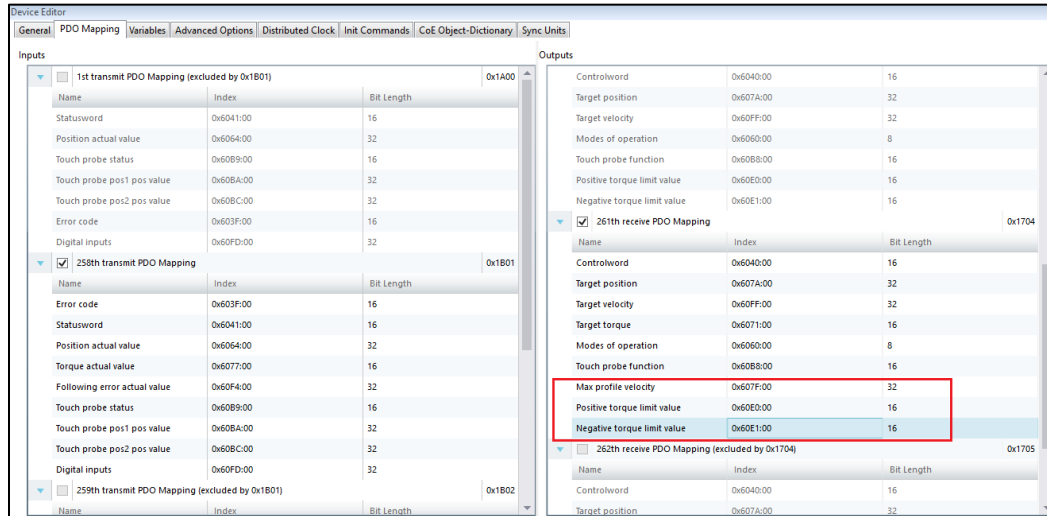 Device Editor
General PDO Mapping Variables Advanced Options Distributed Clock Init Commands CoE Object-Dictionary Sync Units
Inputs
1st transmit PDO Mapping (excluded by 0x1B01) 0x1A00
Name Index Bit Length
Statusword 0x6041:00 16
Position actual value 0x6064:00 32
Touch probe status 0x60B9:00 16
Touch probe pos1 pos value 0x60BA:00 32
Touch probe pos2 pos value 0x60BC:00 32
Error code 0x603F:00 16
Digital inputs 0x60FD:00 32
258th transmit PDO Mapping 0x1B01
Name Index Bit Length
Error code 0x603F:00 16
Statusword 0x6041:00 16
Position actual value 0x6064:00 32
Torque actual value 0x6077:00 16
Following error actual value 0x60F4:00 32
Touch probe status 0x60B9:00 16
Touch probe pos1 pos value 0x60BA:00 32
Touch probe pos2 pos value 0x60BC:00 32
Digital inputs 0x60FD:00 32
259th transmit PDO Mapping (excluded by 0x1B01) 0x1B02
Name Index Bit Length
Outputs
Controlword 0x6040:00 16
Target position 0x607A:00 32
Target velocity 0x60FF:00 32
Modes of operation 0x6060:00 8
Touch probe function 0x60B8:00 16
Positive torque limit value 0x60E0:00 16
Negative torque limit value 0x60E1:00 16
261th receive PDO Mapping 0x1704
Name Index Bit Length
Controlword 0x6040:00 16
Target position 0x607A:00 32
Target velocity 0x60FF:00 32
Target torque 0x6071:00 16
Modes of operation 0x6060:00 8
Touch probe function 0x60B8:00 16
Max profile velocity 0x607F:00 32
Positive torque limit value 0x60E0:00 16
Negative torque limit value 0x60E1:00 16
262th receive PDO Mapping (excluded by 0x1704) 0x1705
Name Index Bit Length
Controlword 0x6040:00 16
Target position 0x607A:00 32